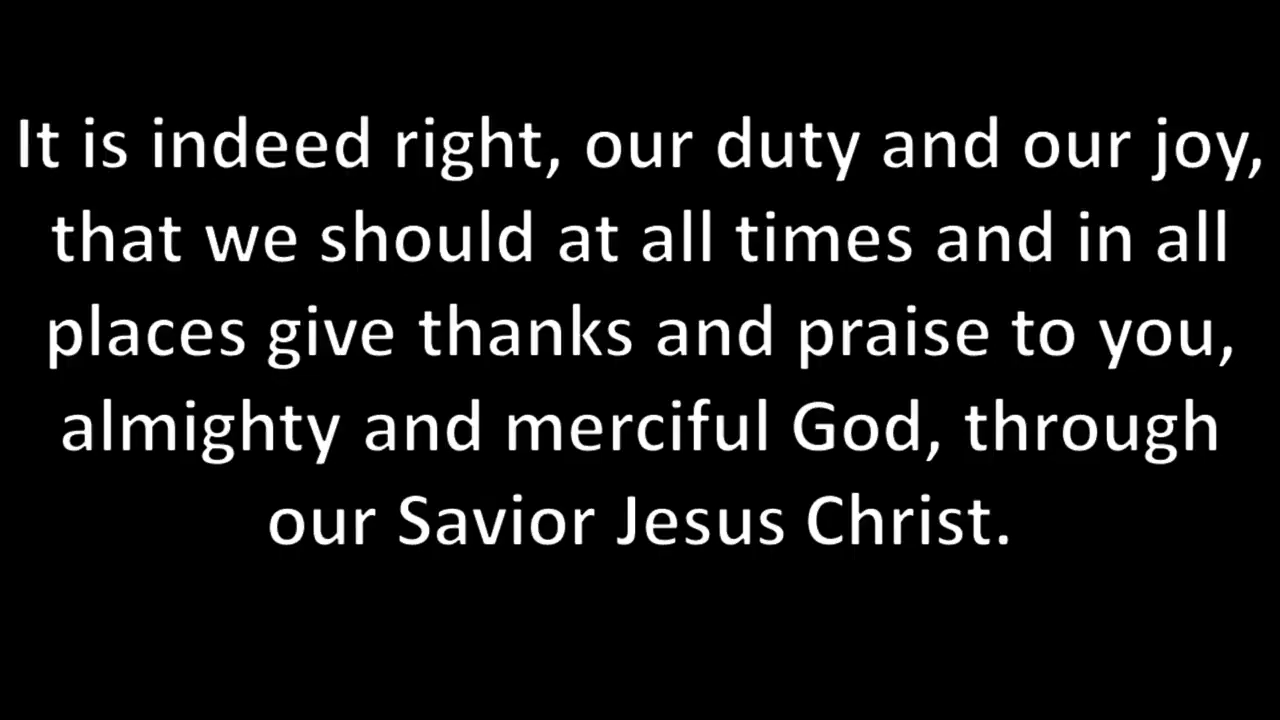 It is indeed right, our duty and our joy,
that we should at all times and in all
places give thanks and praise to you,
almighty and merciful God, through
our Savior Jesus Christ.